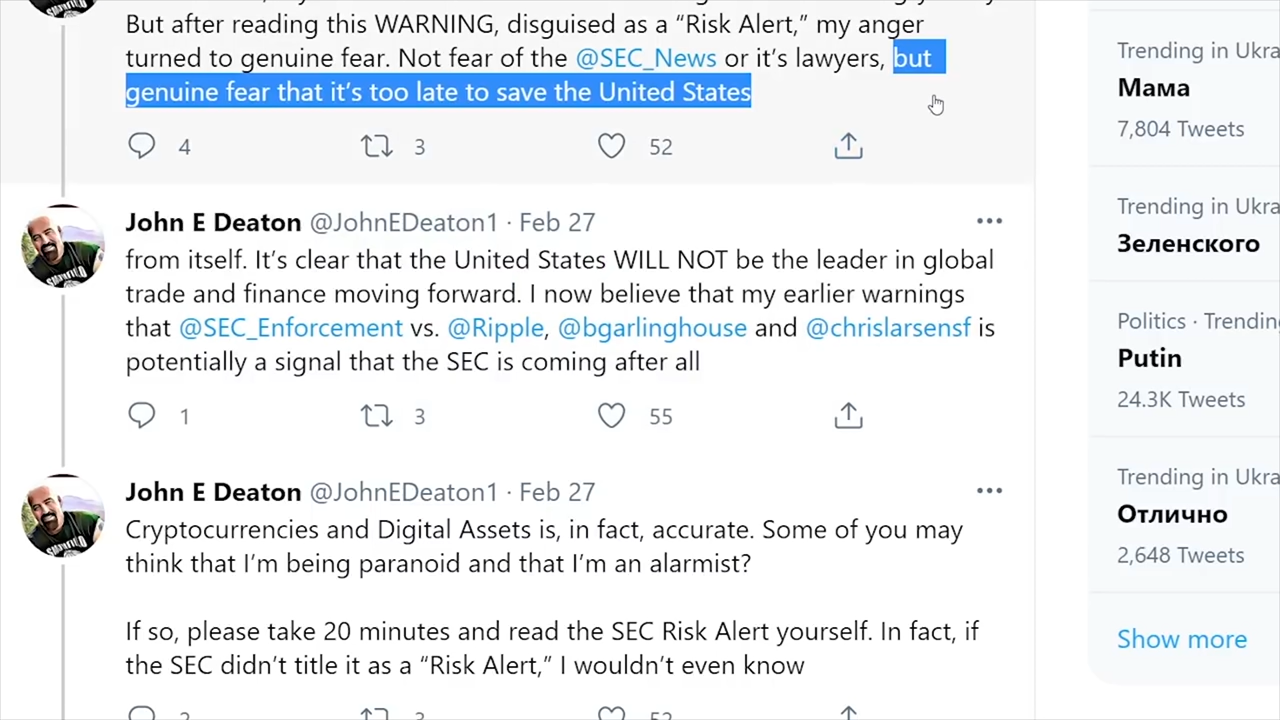 But after reading this WARNING, disguised as a “Risk Alert,” my anger
turned to genuine fear. Not fear of the @SEC_News or it’s lawyers, but
genuine fear that it’s too late to save the United States
4 3 52
John E Deaton @JohnEDeaton1 · Feb 27
from itself. It’s clear that the United States WILL NOT be the leader in global
trade and finance moving forward. I now believe that my earlier warnings
that @SEC_Enforcement vs. @Ripple, @bgarlinghouse and @chrislarsensf is
potentially a signal that the SEC is coming after all
1 3 55
John E Deaton @JohnEDeaton1 · Feb 27
Cryptocurrencies and Digital Assets is, in fact, accurate. Some of you may
think that I’m being paranoid and that I’m an alarmist?
If so, please take 20 minutes and read the SEC Risk Alert yourself. In fact, if
the SEC didn’t title it as a “Risk Alert,” I wouldn’t even know
Trending in Ukra
Мама
7,804 Tweets
Trending in Ukra
Зеленского
Politics · Trending
Putin
24.3K Tweets
Trending in Ukra
Отлично
2,648 Tweets
Show more